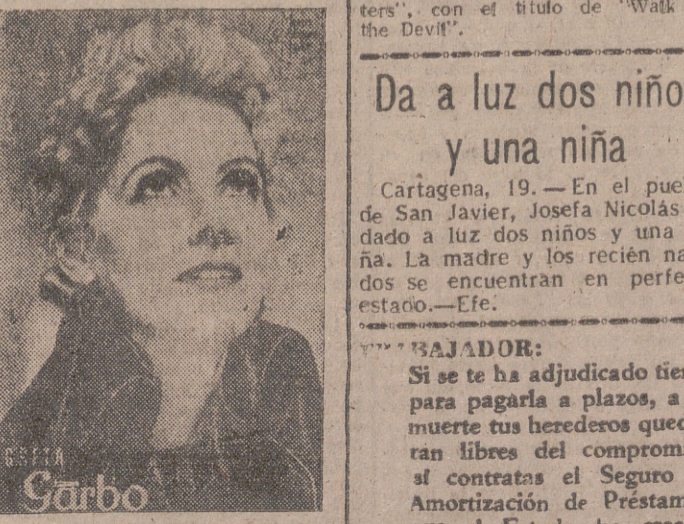 ters", con el titulo de "Walk
the Devil".
Da a luz dos niño
y una niña
Cartagena, 19. — En el pue
de San Javier, Josefa Nicolás
dado a luz dos niños y una
ña. La madre y los recién na
dos se encuentran en perfe
estado.—Efe.
BAJADOR:
Si se te ha adjudicado tier
para pagarla a plazos, a
muerte tus herederos qued
ran libres del comprom
si contratas el Seguro
Amortización de Préstam
GRETA
Garbo